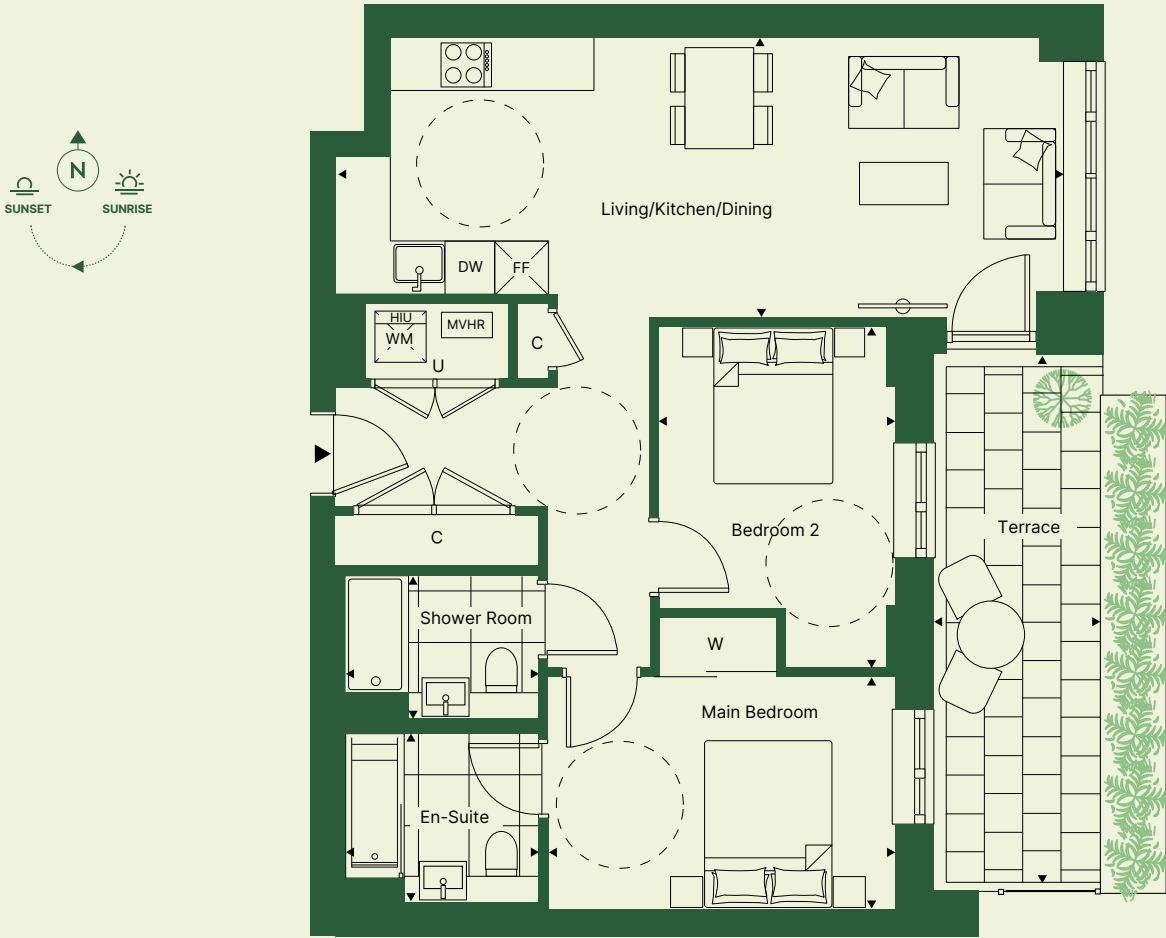 N
SUNSET
SUNRISE
Living/Kitchen/Dining
DW
FF
HIU
WM
MVHR
U
C
C
Bedroom 2
Terrace
Shower Room
W
Main Bedroom
En-Suite